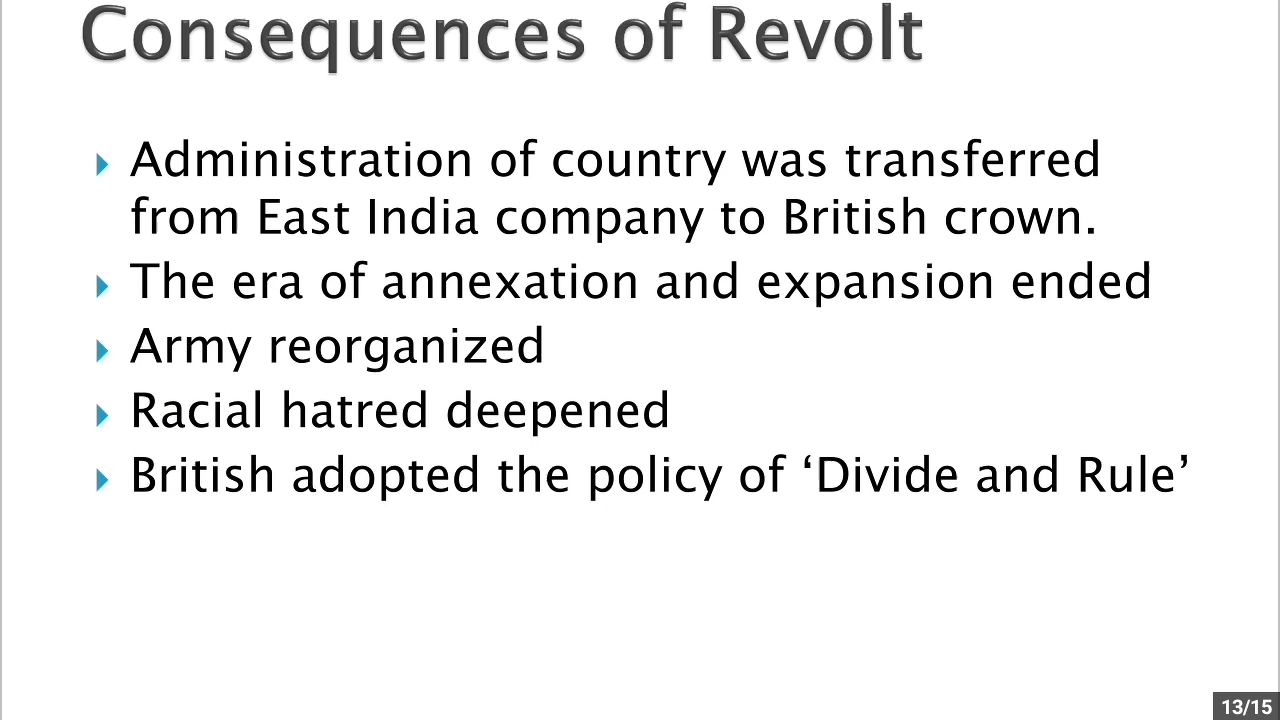 Consequences of Revolt
Administration of country was transferred
from East India company to British crown.
The era of annexation and expansion ended
Army reorganized
Racial hatred deepened
British adopted the policy of ‘Divide and Rule’
13/15